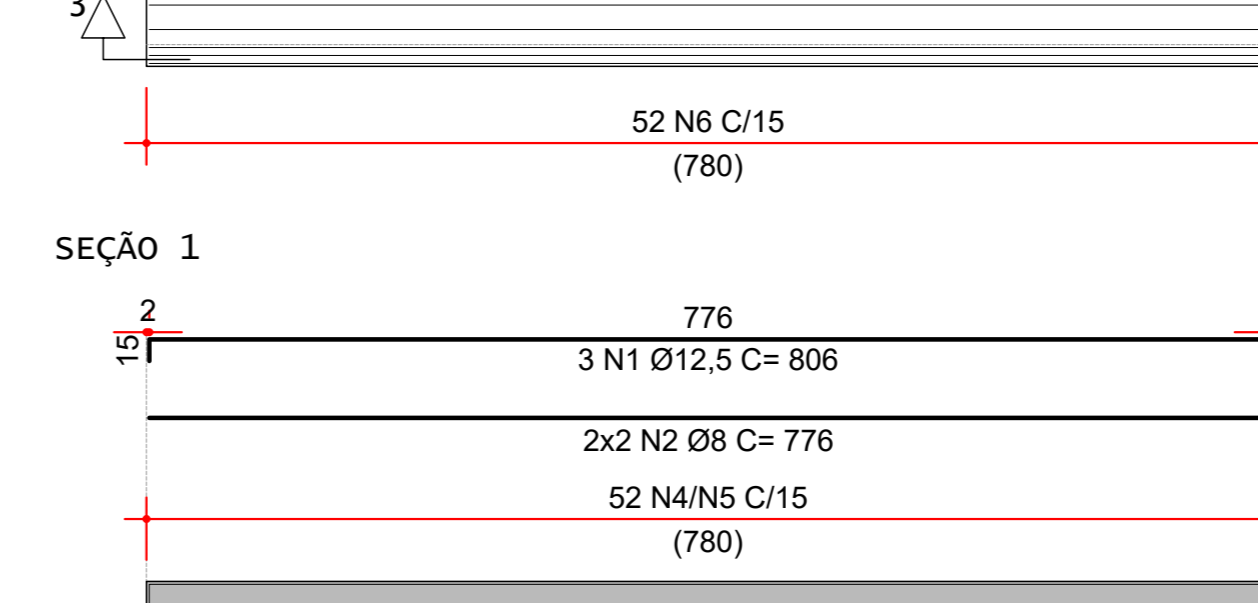 3
52 N6 C/15
(780)
SEÇÃO 1
2
776
15
3 N1 Ø12,5 C= 806
2x2 N2 Ø8 C= 776
52 N4/N5 C/15
(780)